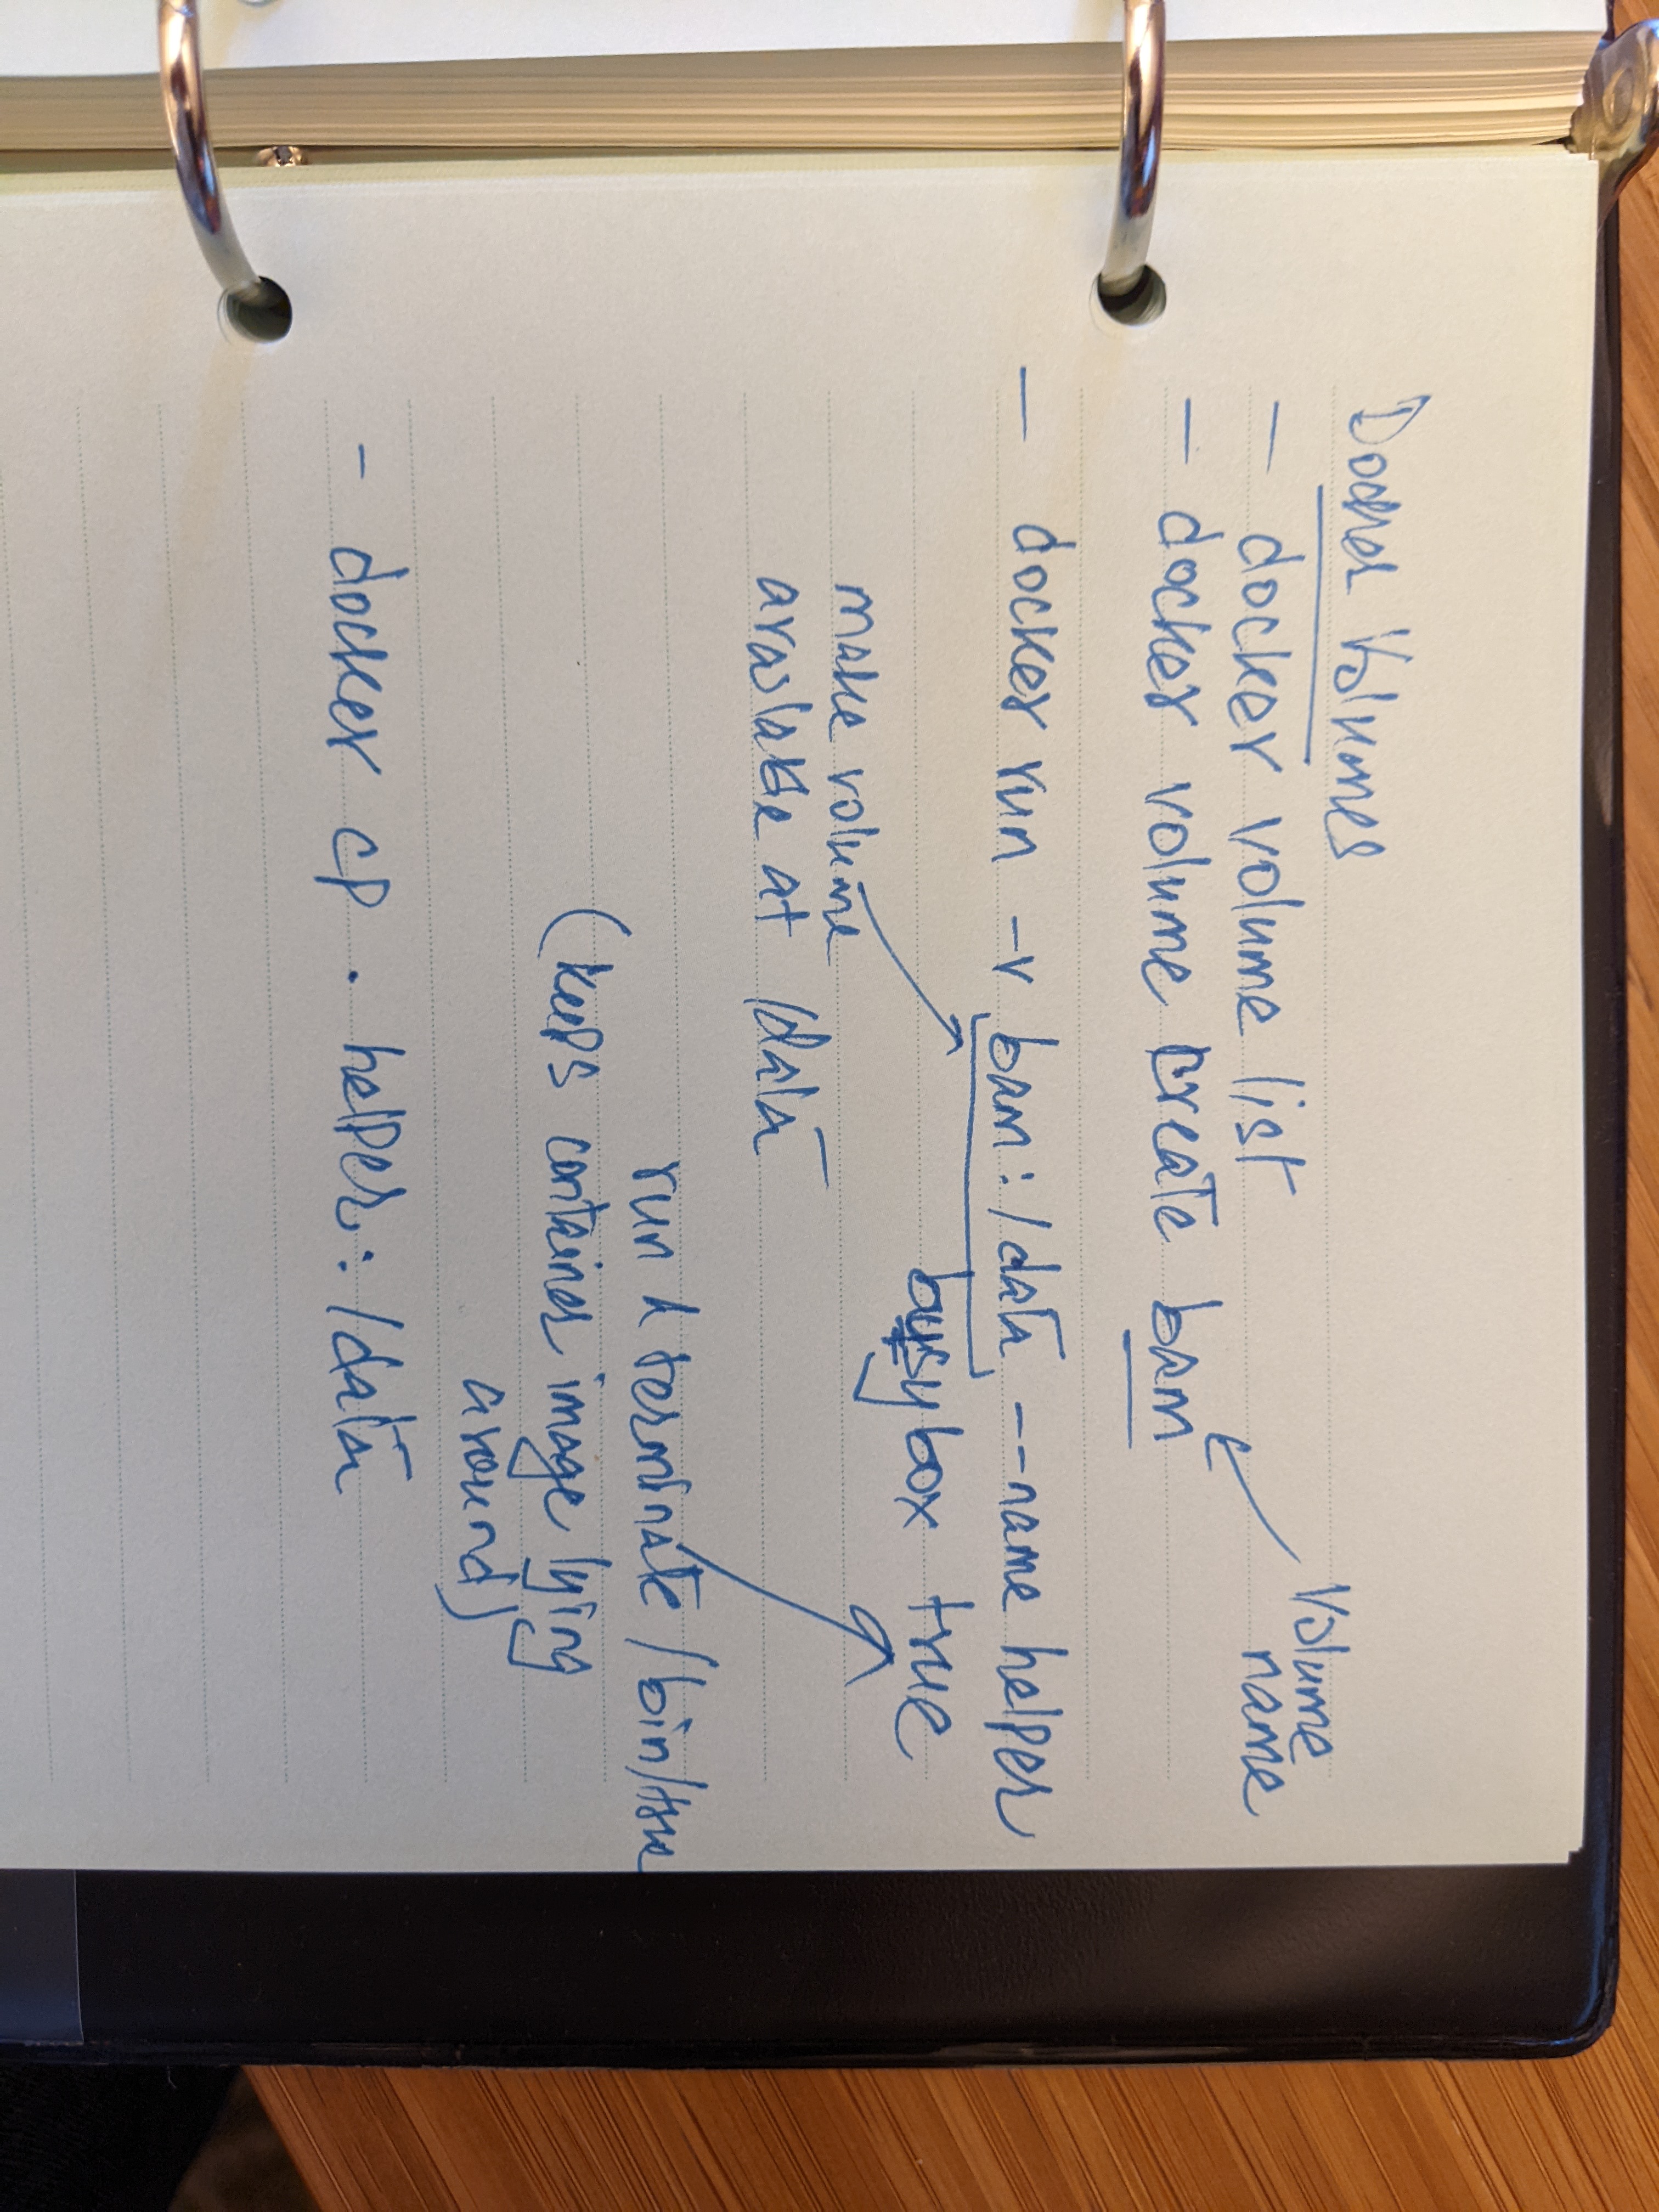 Docker Volumes
— docker volume list
Volume
name
— docker volume create bam
— docker run -v bam:/data --name helper
busybox true
make volume
available at /data
run & terminate /bin/true
(keeps container image lying
around)
- docker cp . helper:/data